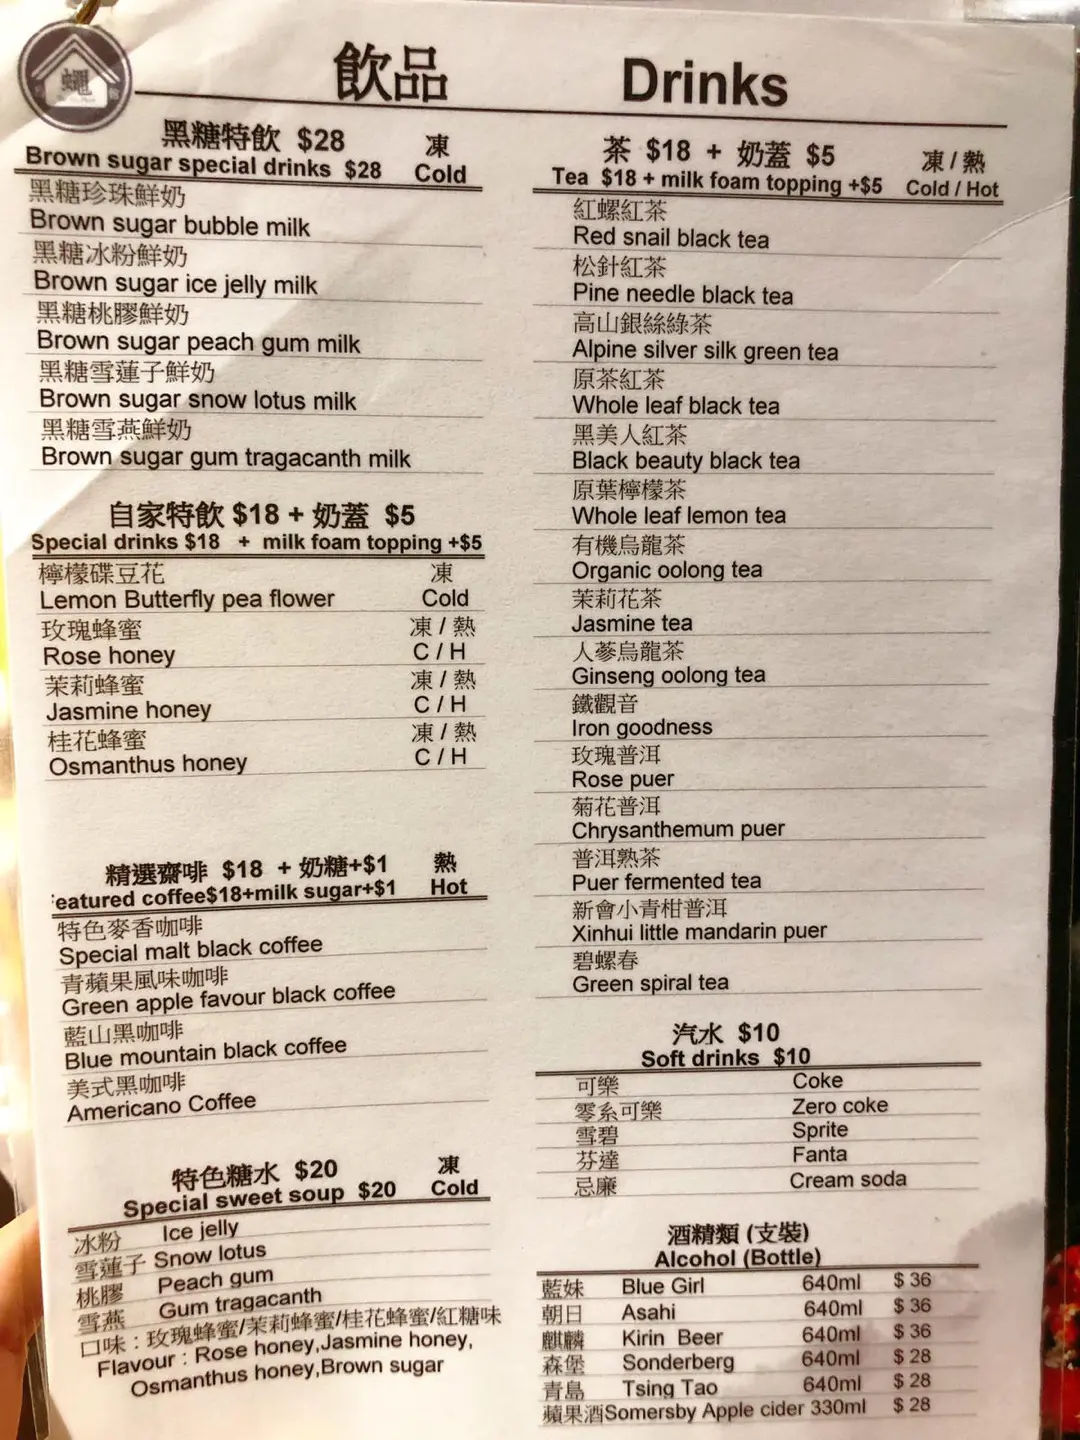 蠅
飲品 Drinks
黑糖特飲 $28 凍
Brown sugar special drinks $28 Cold
黑糖珍珠鮮奶
Brown sugar bubble milk
黑糖冰粉鮮奶
Brown sugar ice jelly milk
黑糖桃膠鮮奶
Brown sugar peach gum milk
黑糖雪蓮子鮮奶
Brown sugar snow lotus milk
黑糖雪燕鮮奶
Brown sugar gum tragacanth milk
自家特飲 $18 + 奶蓋 $5
Special drinks $18 + milk foam topping +$5
檸檬碟豆花 凍
Lemon Butterfly pea flower Cold
玫瑰蜂蜜 凍 / 熱
Rose honey C / H
茉莉蜂蜜 凍 / 熱
Jasmine honey C / H
桂花蜂蜜 凍 / 熱
Osmanthus honey C / H
精選齋啡 $18 + 奶糖+$1 熱
eatured coffee$18+milk sugar+$1 Hot
特色麥香咖啡
Special malt black coffee
青蘋果風味咖啡
Green apple favour black coffee
藍山黑咖啡
Blue mountain black coffee
美式黑咖啡
Americano Coffee
特色糖水 $20 凍
Special sweet soup $20 Cold
冰粉 Ice jelly
雪蓮子 Snow lotus
桃膠 Peach gum
雪燕 Gum tragacanth
口味：玫瑰蜂蜜/茉莉蜂蜜/桂花蜂蜜/紅糖味
Flavour : Rose honey,Jasmine honey,
Osmanthus honey,Brown sugar
茶 $18 + 奶蓋 $5 凍 / 熱
Tea $18 + milk foam topping +$5 Cold / Hot
紅螺紅茶
Red snail black tea
松針紅茶
Pine needle black tea
高山銀絲綠茶
Alpine silver silk green tea
原茶紅茶
Whole leaf black tea
黑美人紅茶
Black beauty black tea
原葉檸檬茶
Whole leaf lemon tea
有機烏龍茶
Organic oolong tea
茉莉花茶
Jasmine tea
人蔘烏龍茶
Ginseng oolong tea
鐵觀音
Iron goodness
玫瑰普洱
Rose puer
菊花普洱
Chrysanthemum puer
普洱熟茶
Puer fermented tea
新會小青柑普洱
Xinhui little mandarin puer
碧螺春
Green spiral tea
汽水 $10
Soft drinks $10
可樂 Coke
零系可樂 Zero coke
雪碧 Sprite
芬達 Fanta
忌廉 Cream soda
酒精類 (支裝)
Alcohol (Bottle)
藍妹 Blue Girl 640ml $ 36
朝日 Asahi 640ml $ 36
麒麟 Kirin Beer 640ml $ 36
森堡 Sonderberg 640ml $ 28
青島 Tsing Tao 640ml $ 28
蘋果酒Somersby Apple cider 330ml $ 28